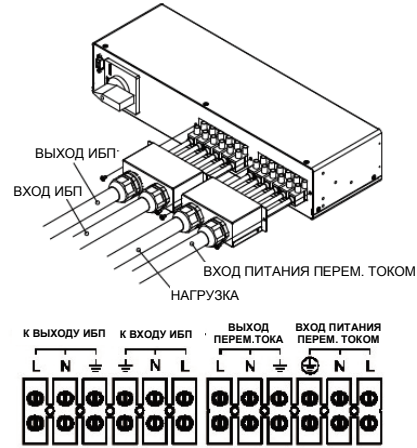 ВЫХОД ИБП
ВХОД ИБП
ВХОД ПИТАНИЯ ПЕРЕМ. ТОКОМ
НАГРУЗКА
К ВЫХОДУ ИБП К ВХОДУ ИБП ВЫХОД ПЕРЕМ.ТОКА ВХОД ПИТАНИЯ ПЕРЕМ. ТОКОМ
L N N L L N N L